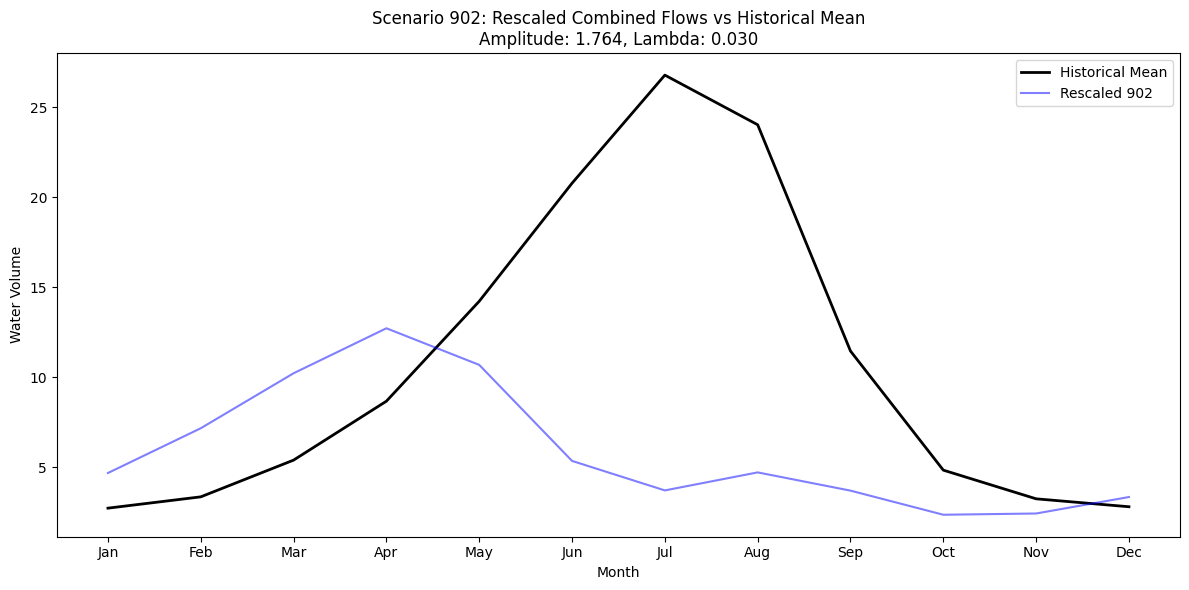 Scenario 902: Rescaled Combined Flows vs Historical Mean
Amplitude: 1.764, Lambda: 0.030
Historical Mean
Rescaled 902
Water Volume
25
20
15
10
5
Jan Feb Mar Apr May Jun Jul Aug Sep Oct Nov Dec
Month